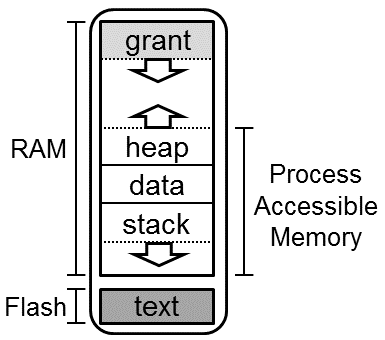 grant
RAM
heap
data
stack
Process
Accessible
Memory
Flash
text